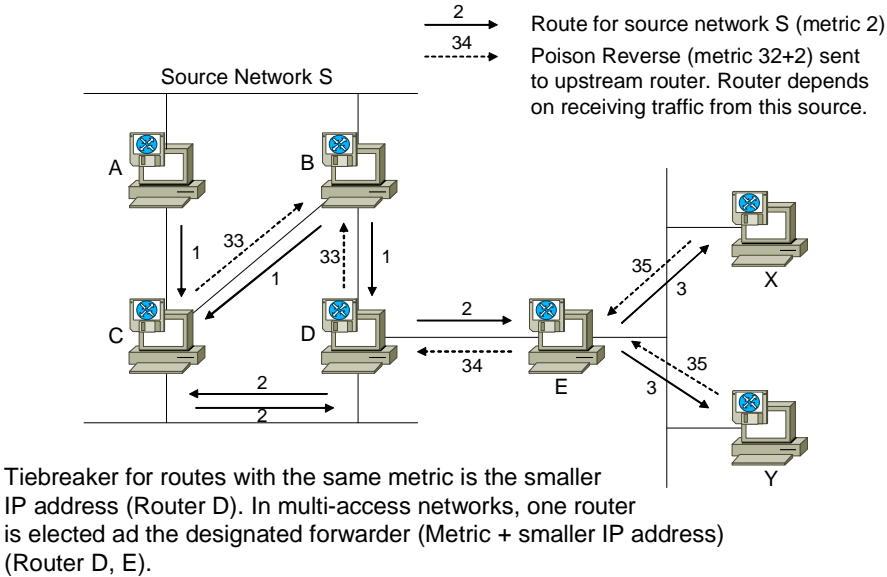 2
Route for source network S (metric 2)
34
Poison Reverse (metric 32+2) sent
to upstream router. Router depends
on receiving traffic from this source.
Source Network S
A
B
1
33
1
33
1
C
D
2
2
2
34
E
35
3
X
35
3
Y
Tiebreaker for routes with the same metric is the smaller
IP address (Router D). In multi-access networks, one router
is elected ad the designated forwarder (Metric + smaller IP address)
(Router D, E).